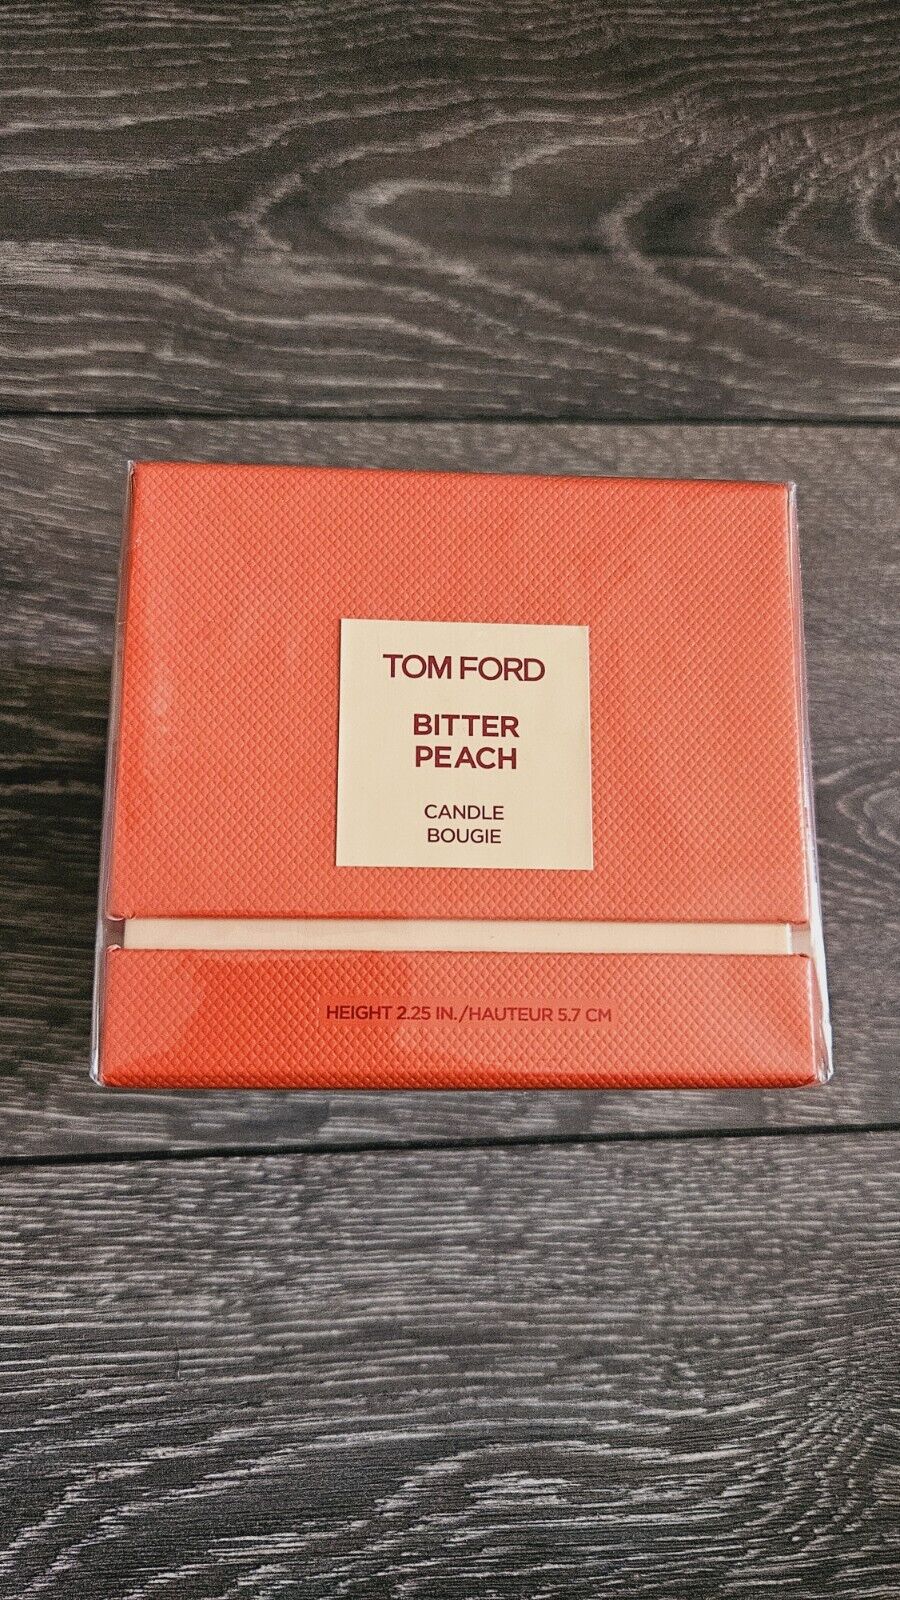 TOM FORD
BITTER
PEACH
CANDLE
BOUGIE
HEIGHT 2.25 IN./HAUTEUR 5.7 CM